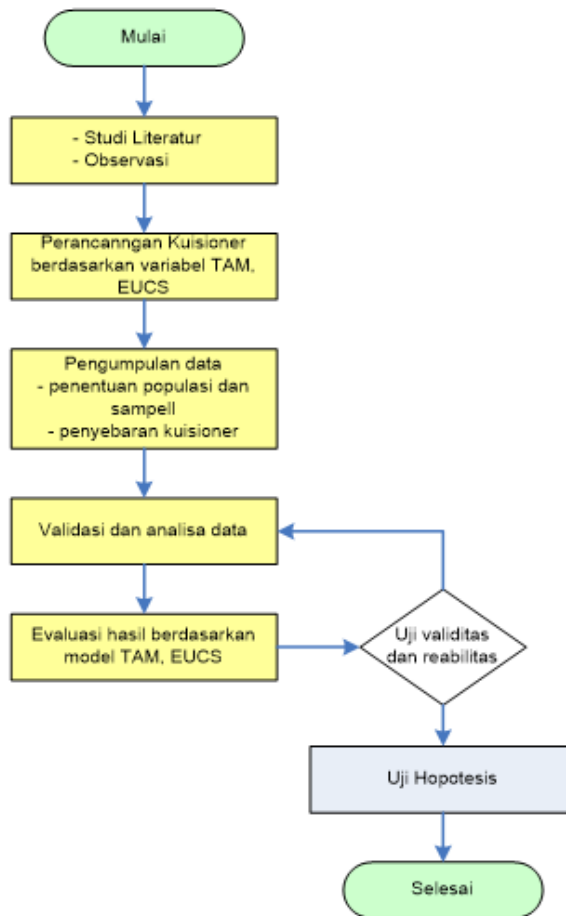 Mulai
- Studi Literatur
- Observasi
Perancanngan Kuisioner
berdasarkan variabel TAM,
EUCS
Pengumpulan data
- penentuan populasi dan
sampell
- penyebaran kuisioner
Validasi dan analisa data
Evaluasi hasil berdasarkan
model TAM, EUCS
Uji validitas
dan reabilitas
Uji Hopotesis
Selesai